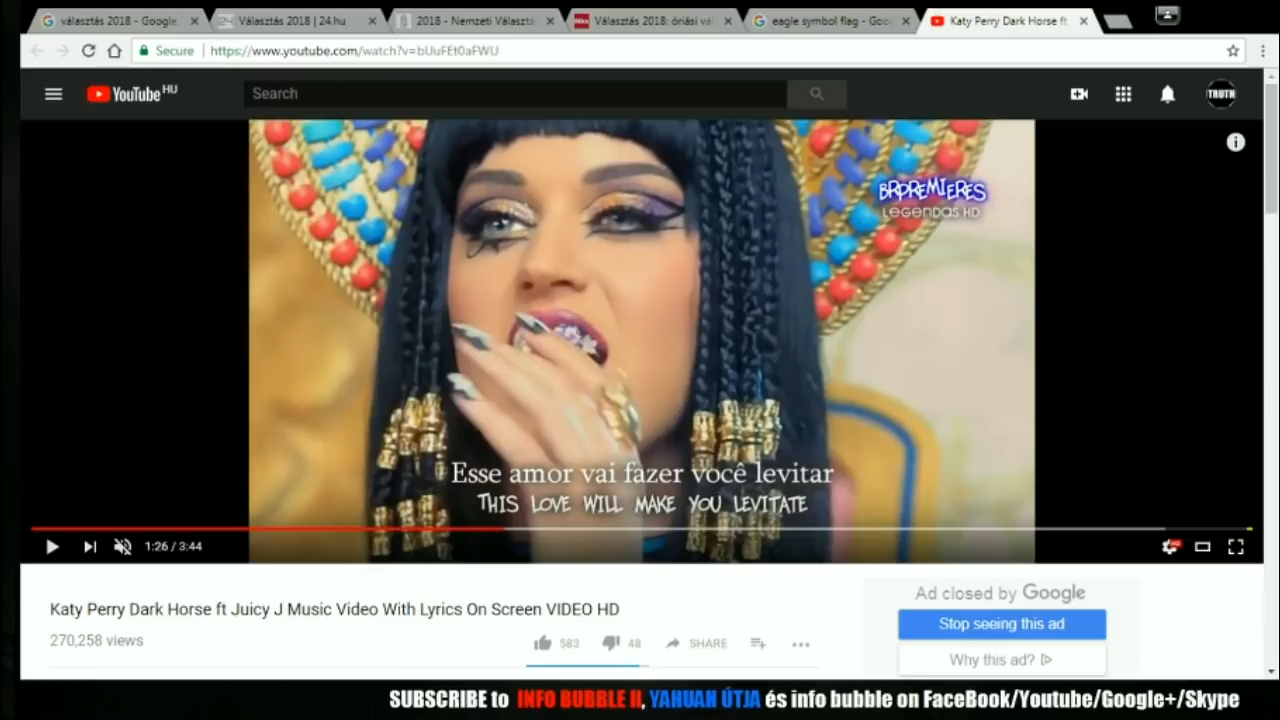 választás 2018 - Google
24 Választás 2018 | 24.hu
2018 - Nemzeti Választá
Választás 2018: óriási vá
eagle symbol flag - Goo
Katy Perry Dark Horse ft
Secure https://www.youtube.com/watch?v=bUuFEt0aFWU
YouTube HU
Search
TRUTH
BRPREMIERES
LEGENDAS HD
Esse amor vai fazer você levitar
THIS LOVE WILL MAKE YOU LEVITATE
1:26 / 3:44
HD
Katy Perry Dark Horse ft Juicy J Music Video With Lyrics On Screen VIDEO HD
270,258 views
583 48 SHARE
Ad closed by Google
Stop seeing this ad
Why this ad?
SUBSCRIBE to INFO BUBBLE II, YAHUAH ÚTJA és info bubble on FaceBook/Youtube/Google+/Skype